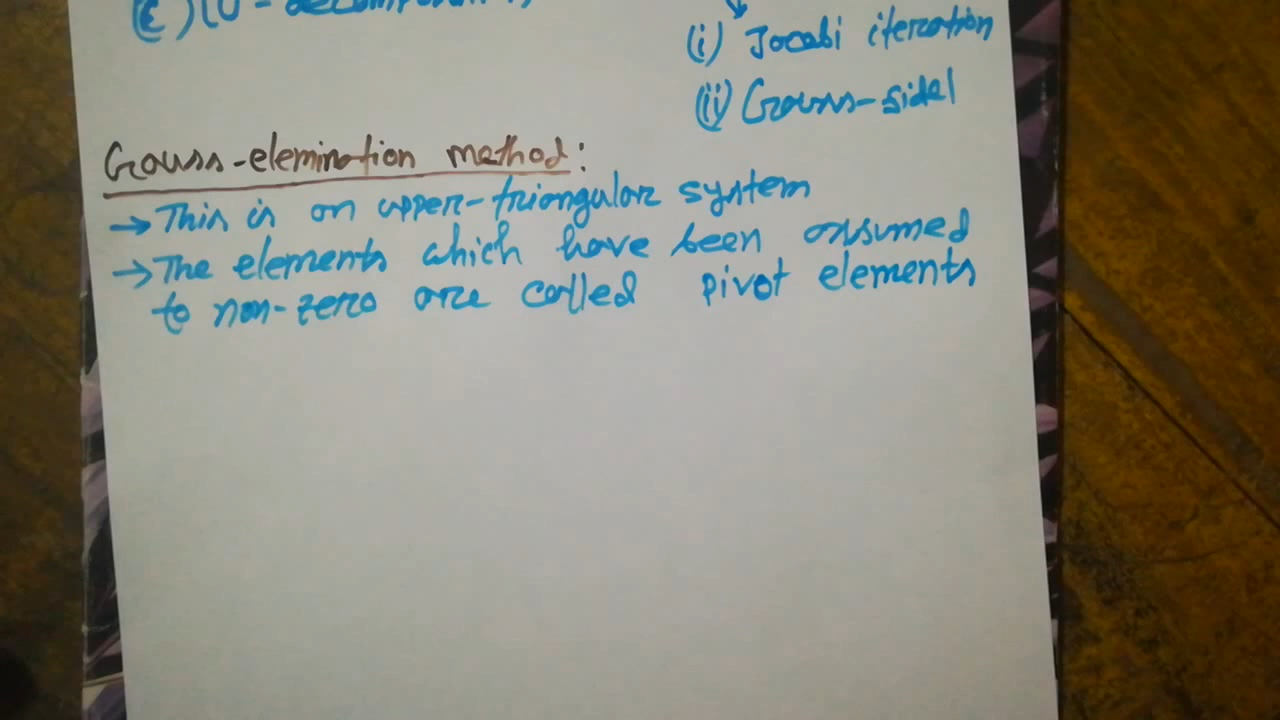 (i) Jocabi iteration
(ii) Gauss-sidel
Gauss-elemination method:
→ This is an upper-triangular system
→ The elements which have been assumed
to non-zero are called pivot elements